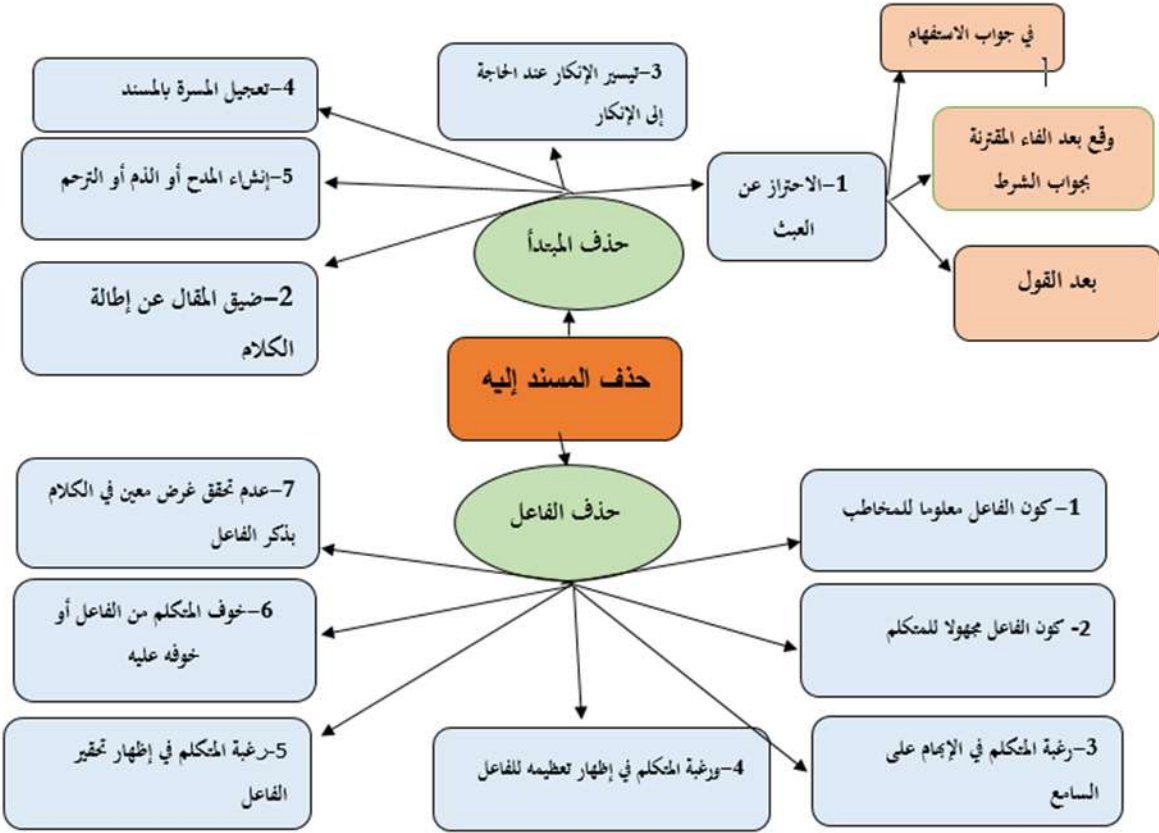 في جواب الاستفهام
3–تيسير الإنكار عند الحاجة
إلى الإنكار
4–تعجيل المسرة بالمسند
وقع بعد الفاء المقترنة
بجواب الشرط
1–الاحتراز عن
العبث
5–إنشاء المدح أو الذم أو الترحم
حذف المبتدأ
بعد القول
2–ضيق المقال عن إطالة
الكلام
حذف المسند إليه
حذف الفاعل
1– كون الفاعل معلوما للمخاطب
7–عدم تحقق غرض معين في الكلام
بذكر الفاعل
2- كون الفاعل مجهولا للمتكلم
6–خوف المتكلم من الفاعل أو
خوفه عليه
3–رغبة المتكلم في الإبهام على
السامع
4–ورغبة المتكلم في إظهار تعظيمه للفاعل
5-رغبة المتكلم في إظهار تحقير
الفاعل